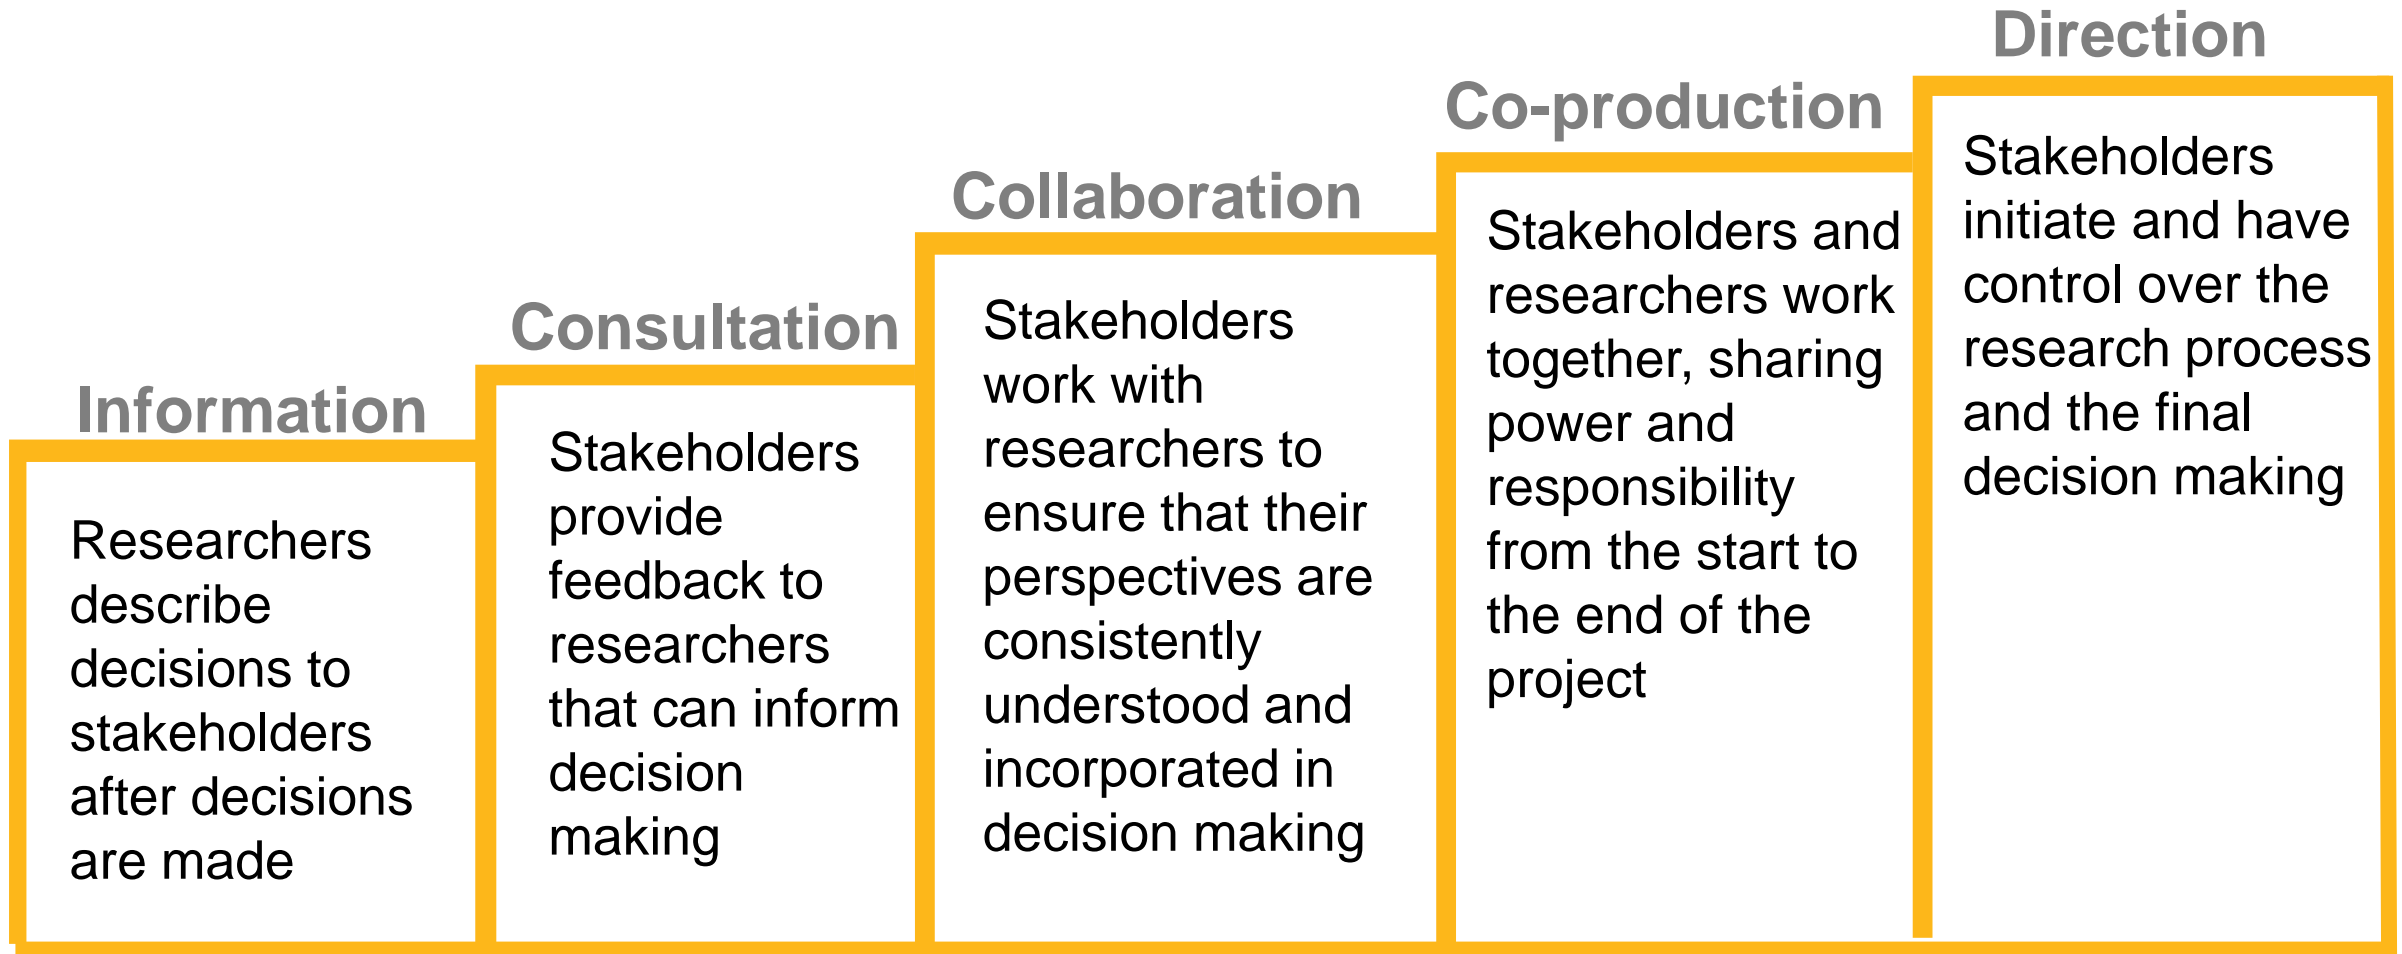 Information
Researchers
describe
decisions to
stakeholders
after decisions
are made
Consultation
Stakeholders
provide
feedback to
researchers
that can inform
decision
making
Collaboration
Stakeholders
work with
researchers to
ensure that their
perspectives are
consistently
understood and
incorporated in
decision making
Co-production
Stakeholders and
researchers work
together, sharing
power and
responsibility
from the start to
the end of the
project
Direction
Stakeholders
initiate and have
control over the
research process
and the final
decision making